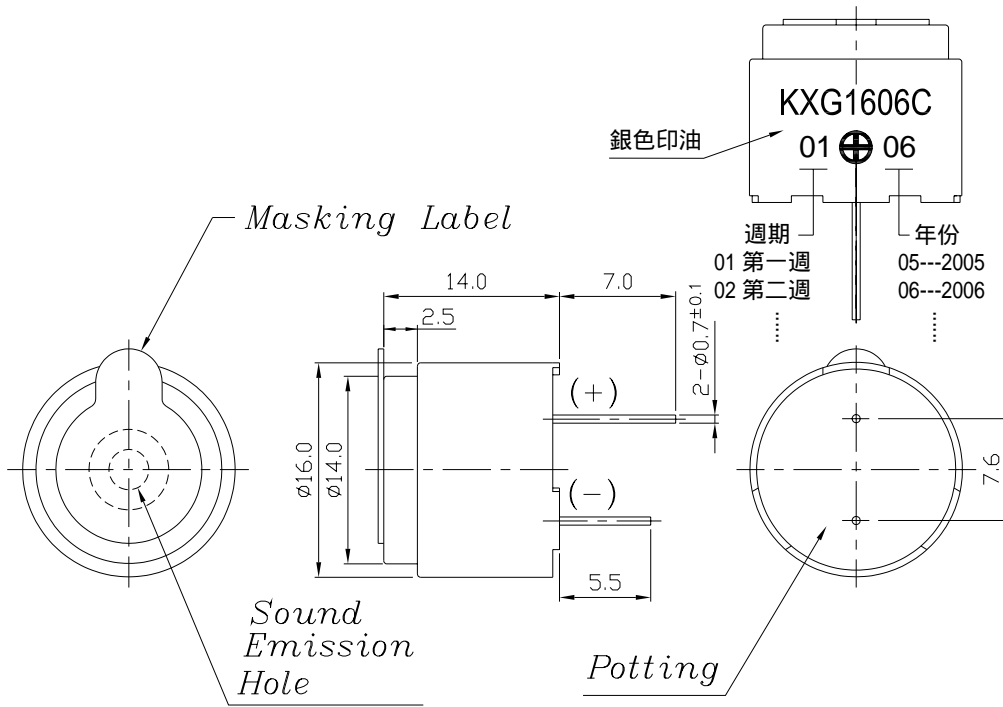 KXG1606C
銀色印油
01 06
週期
01 第一週
02 第二週
⋮
年份
05---2005
06---2006
⋮
Masking Label
14.0
7.0
2.5
2-ø0.7±0.1
(+)
ø16.0
ø14.0
(-)
7.6
5.5
Sound
Emission
Hole
Potting